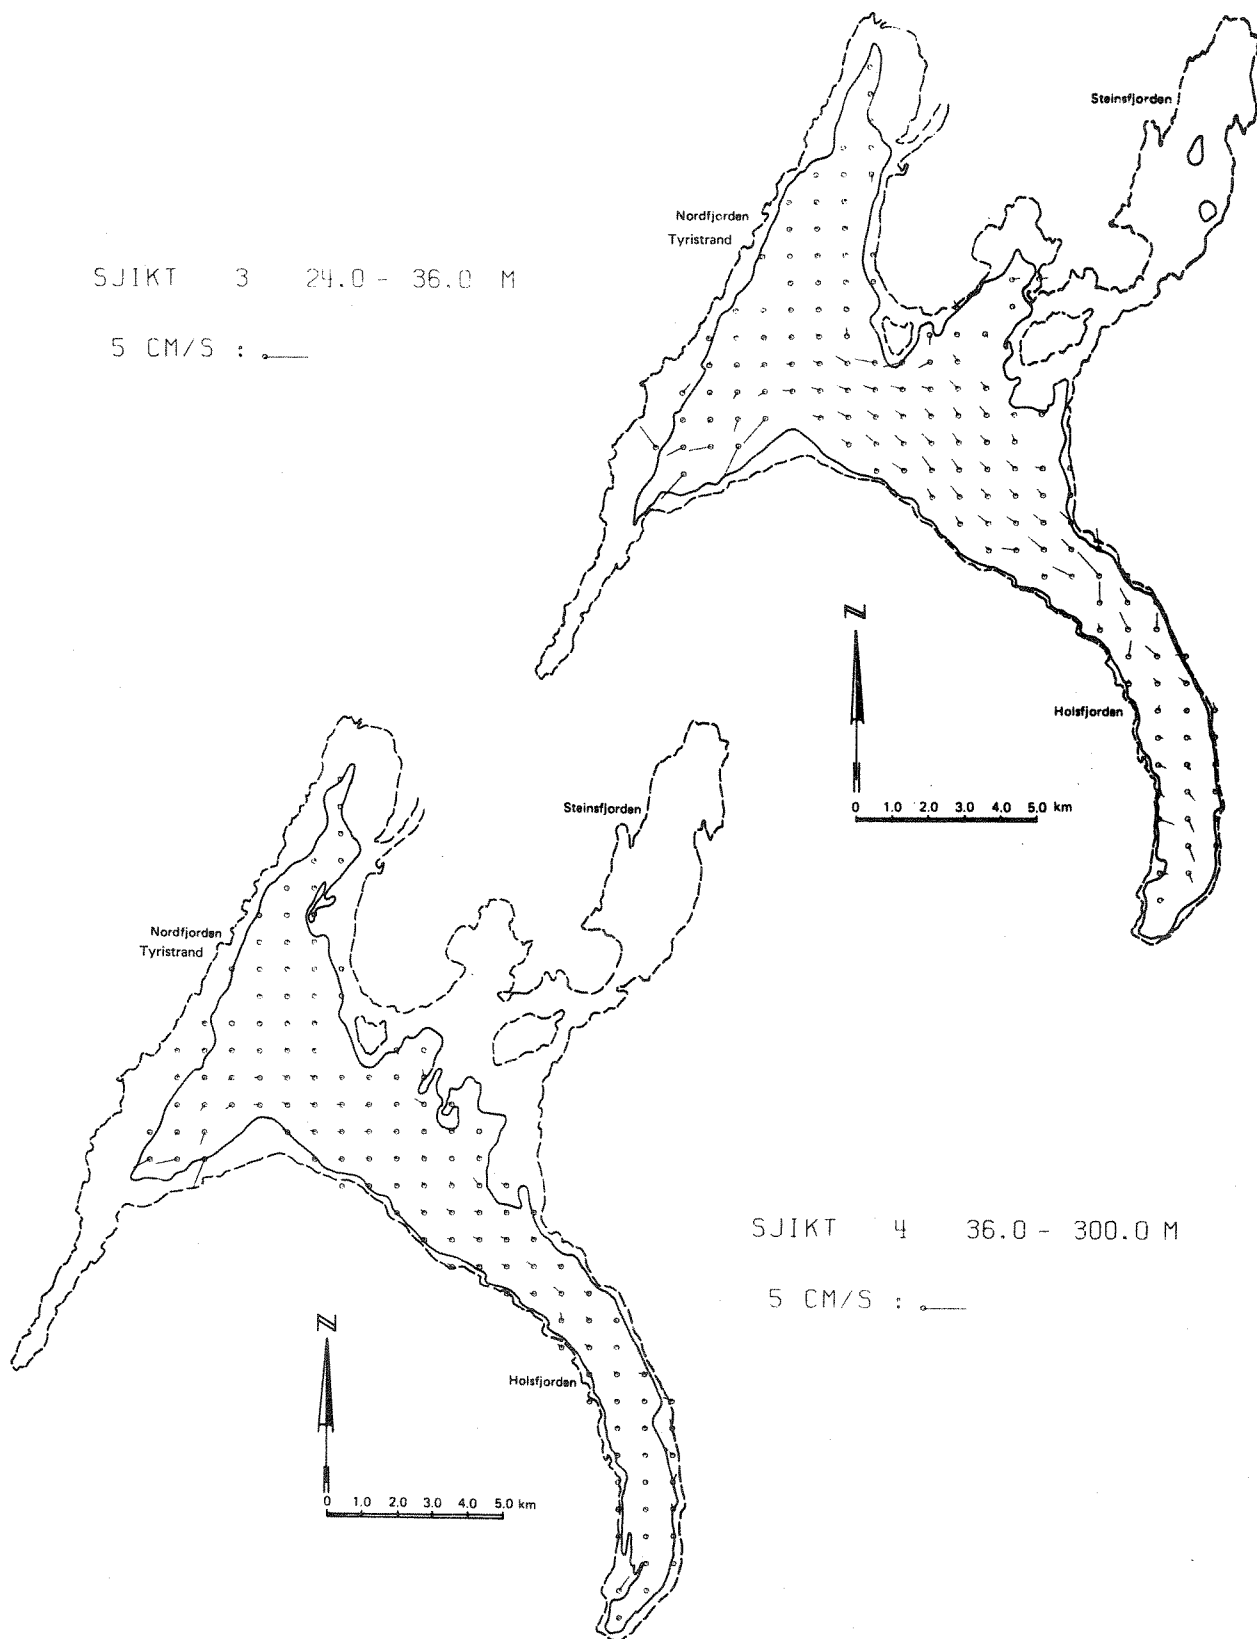 Steinsfjorden
Nordfjorden
Tyristrand
SJIKT 3 24.0 - 36.0 M
5 CM/S :
N
Holsfjorden
0 1.0 2.0 3.0 4.0 5.0 km
Steinsfjorden
Nordfjorden
Tyristrand
SJIKT 4 36.0 - 300.0 M
5 CM/S :
N
Holsfjorden
0 1.0 2.0 3.0 4.0 5.0 km